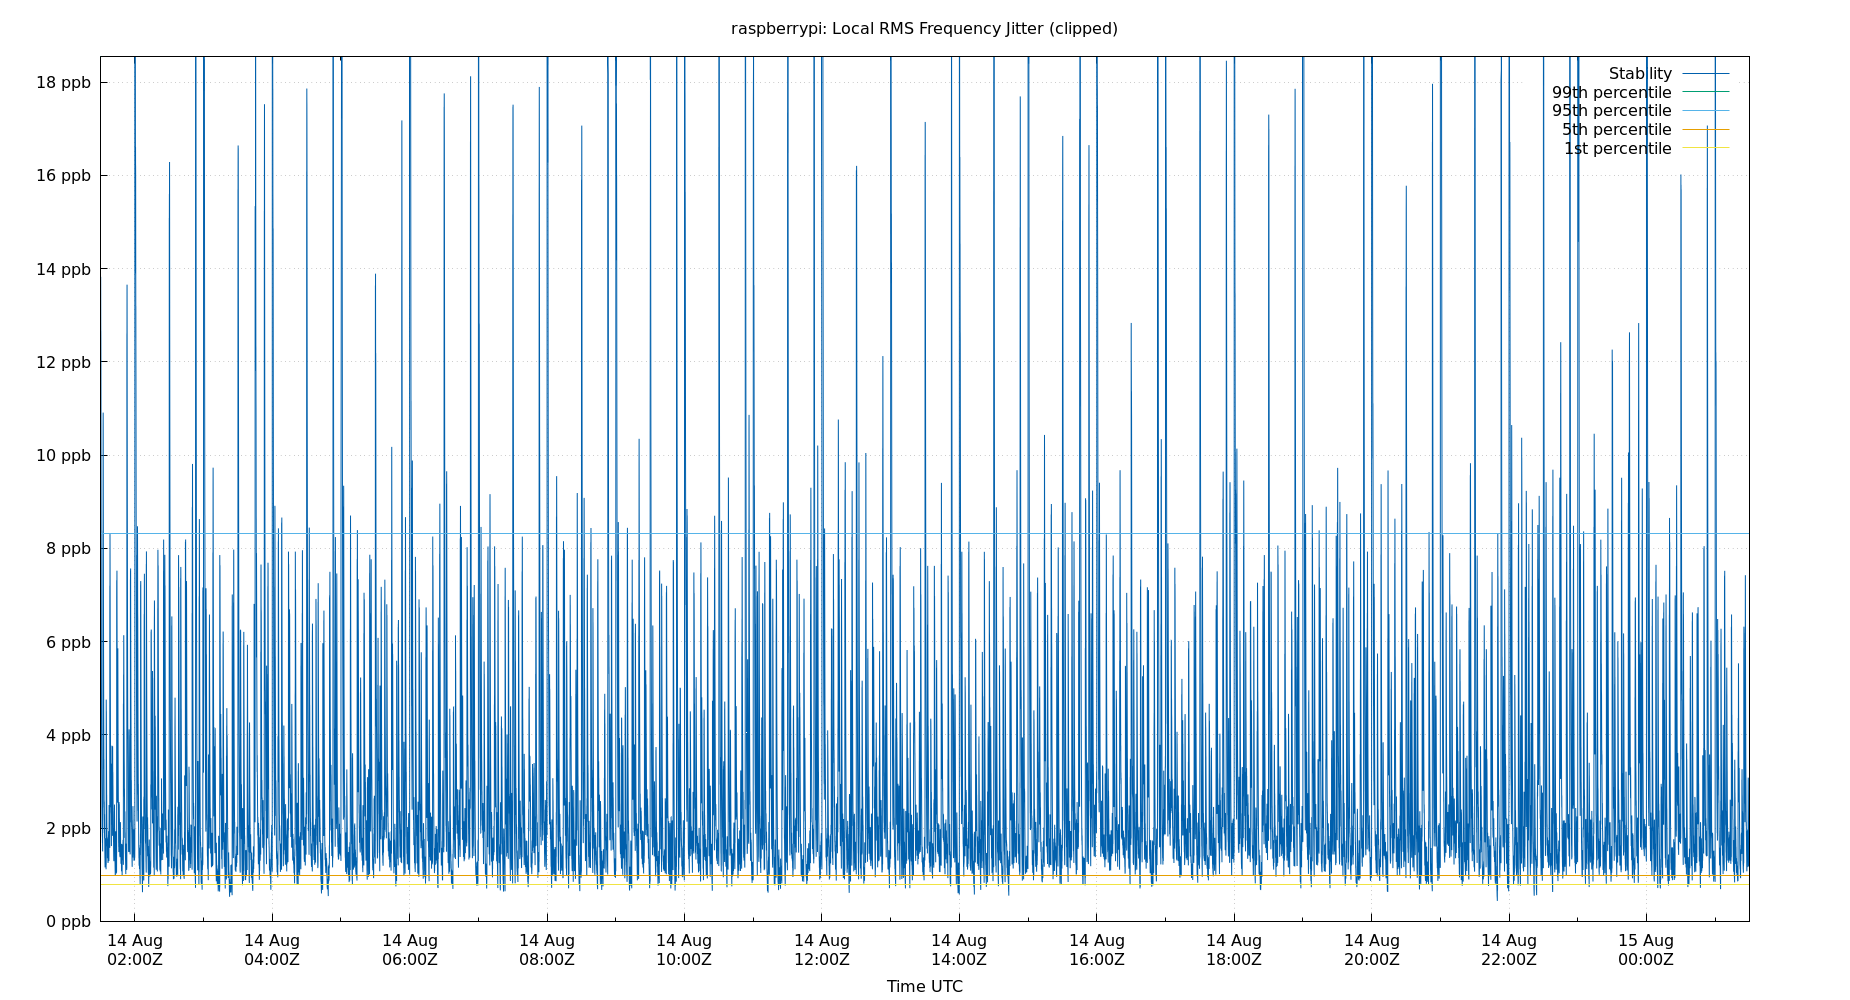 raspberrypi: Local RMS Frequency Jitter (clipped)
18 ppb
16 ppb
14 ppb
12 ppb
10 ppb
8 ppb
6 ppb
4 ppb
2 ppb
0 ppb
Stability
99th percentile
95th percentile
5th percentile
1st percentile
14 Aug 14 Aug 14 Aug 14 Aug 14 Aug 14 Aug 14 Aug 14 Aug 14 Aug 14 Aug 14 Aug 15 Aug
02:00Z 04:00Z 06:00Z 08:00Z 10:00Z 12:00Z 14:00Z 16:00Z 18:00Z 20:00Z 22:00Z 00:00Z
Time UTC